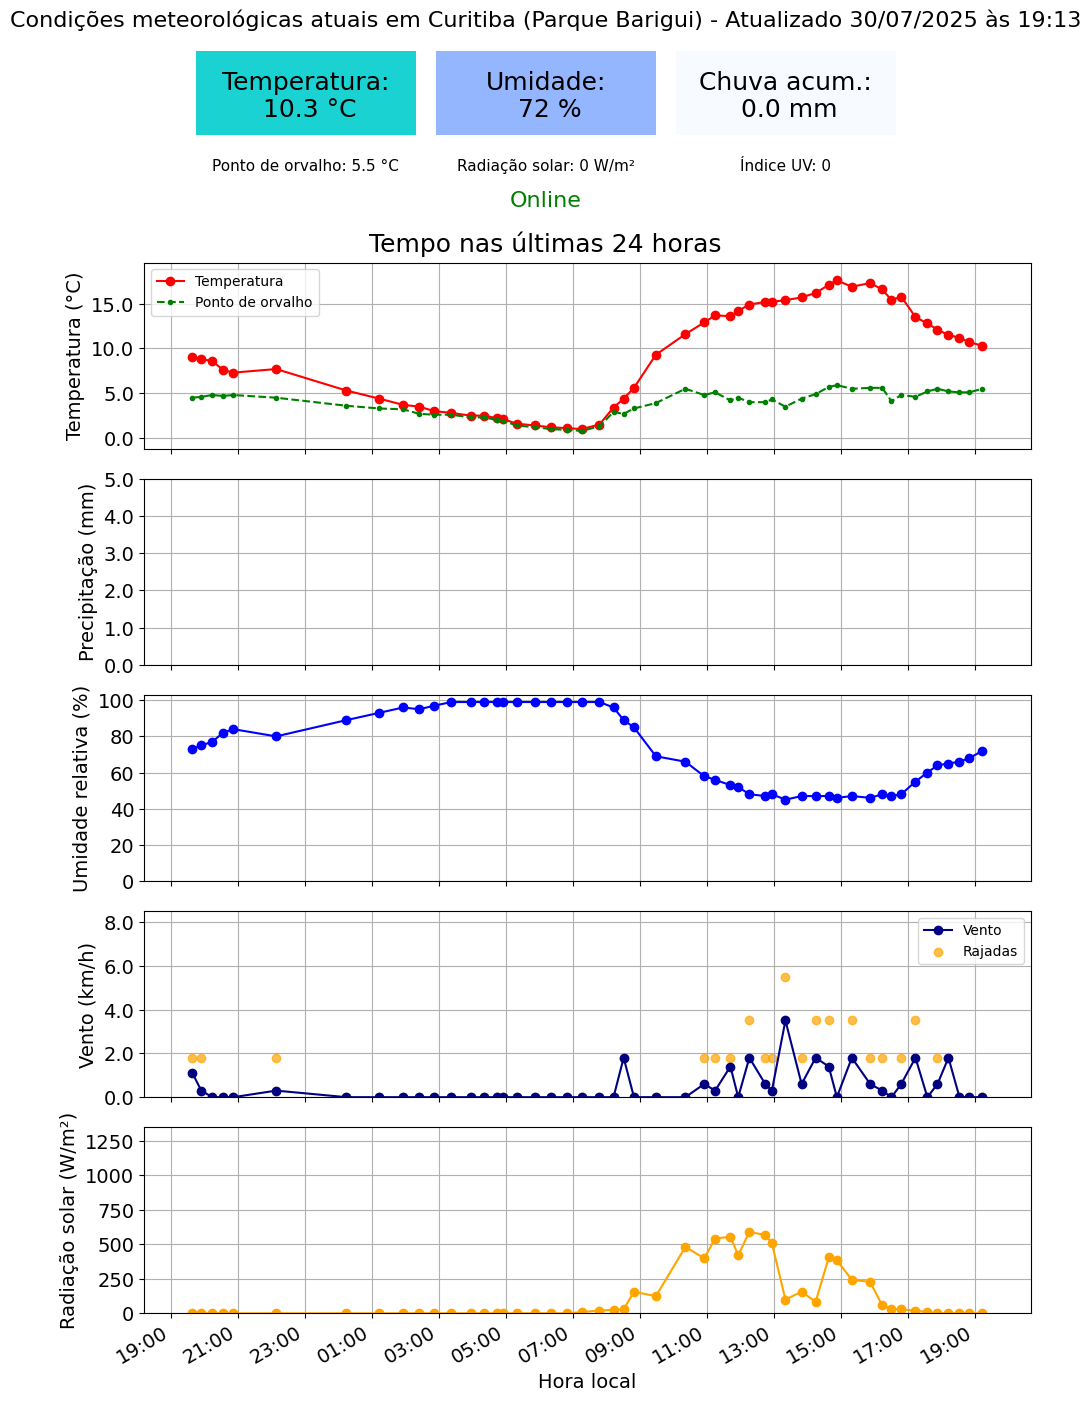 Condições meteorológicas atuais em Curitiba (Parque Barigui) - Atualizado 30/07/2025 às 19:13
Temperatura:
10.3 °C
Umidade:
72 %
Chuva acum.:
0.0 mm
Ponto de orvalho: 5.5 °C
Radiação solar: 0 W/m²
Índice UV: 0
Online
Tempo nas últimas 24 horas
Temperatura (°C)
15.0
10.0
5.0
0.0
Temperatura
Ponto de orvalho
Precipitação (mm)
5.0
4.0
3.0
2.0
1.0
0.0
Umidade relativa (%)
100
80
60
40
20
0
Vento (km/h)
8.0
6.0
4.0
2.0
0.0
Vento
Rajadas
Radiação solar (W/m²)
1250
1000
750
500
250
0
19:00
21:00
23:00
01:00
03:00
05:00
07:00
09:00
11:00
13:00
15:00
17:00
19:00
Hora local